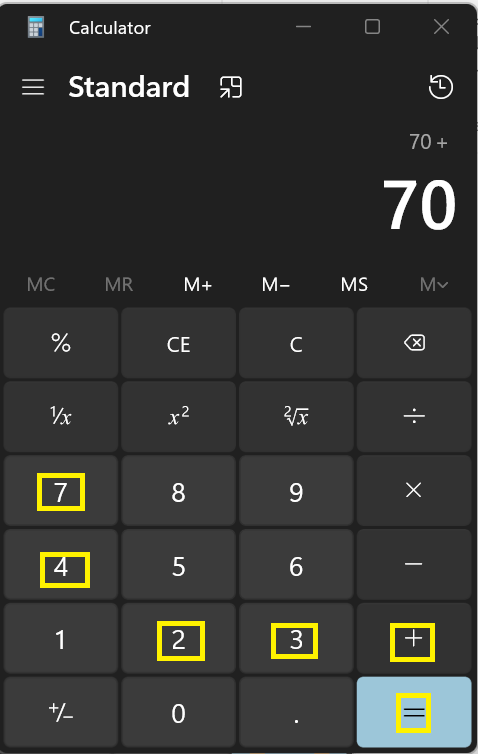 Calculator
Standard
70 +
70
MC MR M+ M− MS M
% CE C
¹/x x² ²√x ÷
7 8 9 ×
4 5 6 −
1 2 3 +
+/− 0 . =